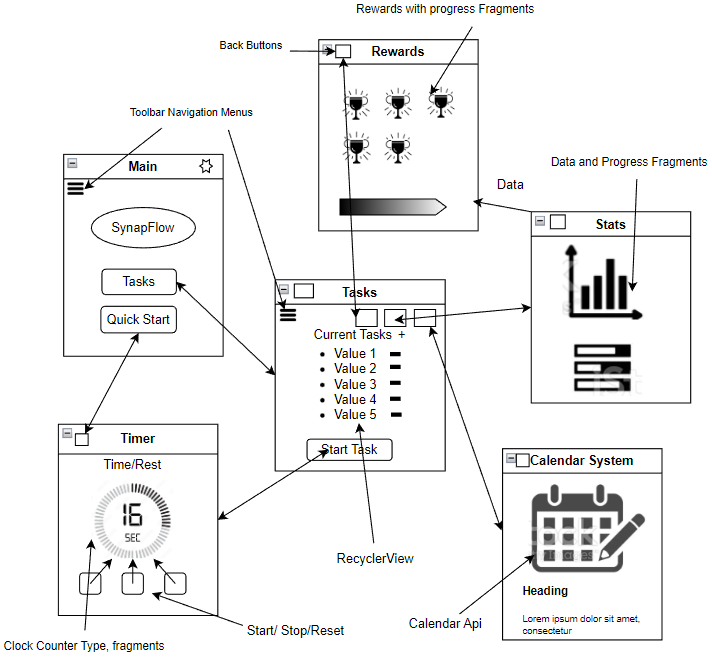 Rewards with progress Fragments
Back Buttons
Rewards
Toolbar Navigation Menus
Main
Data and Progress Fragments
Data
SynapFlow
Stats
Tasks
Quick Start
Tasks
Current Tasks +
Value 1
Value 2
Value 3
Value 4
Value 5
Start Task
Timer
Time/Rest
16
SEC
Calendar System
RecyclerView
Heading
Lorem ipsum dolor sit amet,
consectetur
Calendar Api
Start/ Stop/Reset
Clock Counter Type, fragments